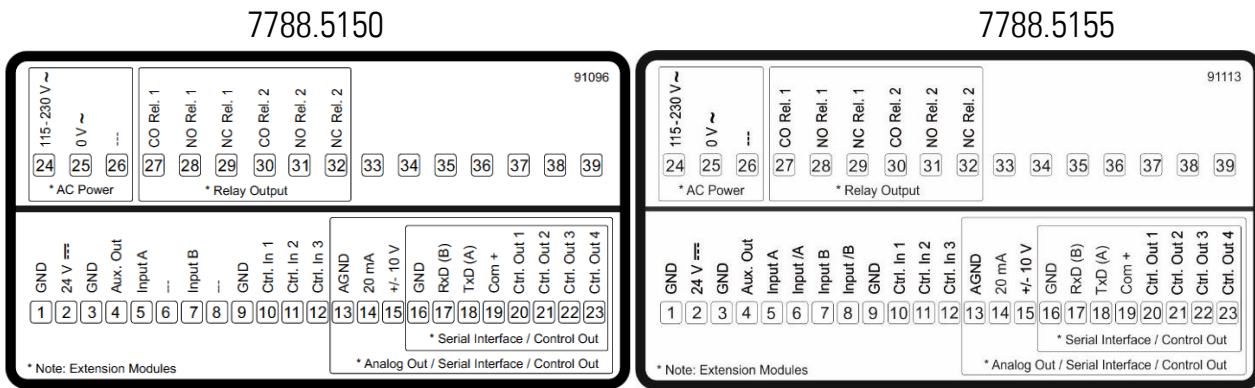 7788.5150
91096
115-230 V ~
0 V ~
---
CO Rel. 1
NO Rel. 1
NC Rel. 1
CO Rel. 2
NO Rel. 2
NC Rel. 2
24 25 26 27 28 29 30 31 32 33 34 35 36 37 38 39
* AC Power
* Relay Output
GND
24 V ⎓
GND
Aux. Out
Input A
---
Input B
---
GND
Ctrl. In 1
Ctrl. In 2
Ctrl. In 3
AGND
20 mA
+/- 10 V
GND
RxD (B)
TxD (A)
Com +
Ctrl. Out 1
Ctrl. Out 2
Ctrl. Out 3
Ctrl. Out 4
1 2 3 4 5 6 7 8 9 10 11 12 13 14 15 16 17 18 19 20 21 22 23
* Serial Interface / Control Out
* Analog Out / Serial Interface / Control Out
* Note: Extension Modules
7788.5155
91113
115-230 V ~
0 V ~
---
CO Rel. 1
NO Rel. 1
NC Rel. 1
CO Rel. 2
NO Rel. 2
NC Rel. 2
24 25 26 27 28 29 30 31 32 33 34 35 36 37 38 39
* AC Power
* Relay Output
GND
24 V ⎓
GND
Aux. Out
Input A
Input /A
Input B
Input /B
GND
Ctrl. In 1
Ctrl. In 2
Ctrl. In 3
AGND
20 mA
+/- 10 V
GND
RxD (B)
TxD (A)
Com +
Ctrl. Out 1
Ctrl. Out 2
Ctrl. Out 3
Ctrl. Out 4
1 2 3 4 5 6 7 8 9 10 11 12 13 14 15 16 17 18 19 20 21 22 23
* Serial Interface / Control Out
* Analog Out / Serial Interface / Control Out
* Note: Extension Modules